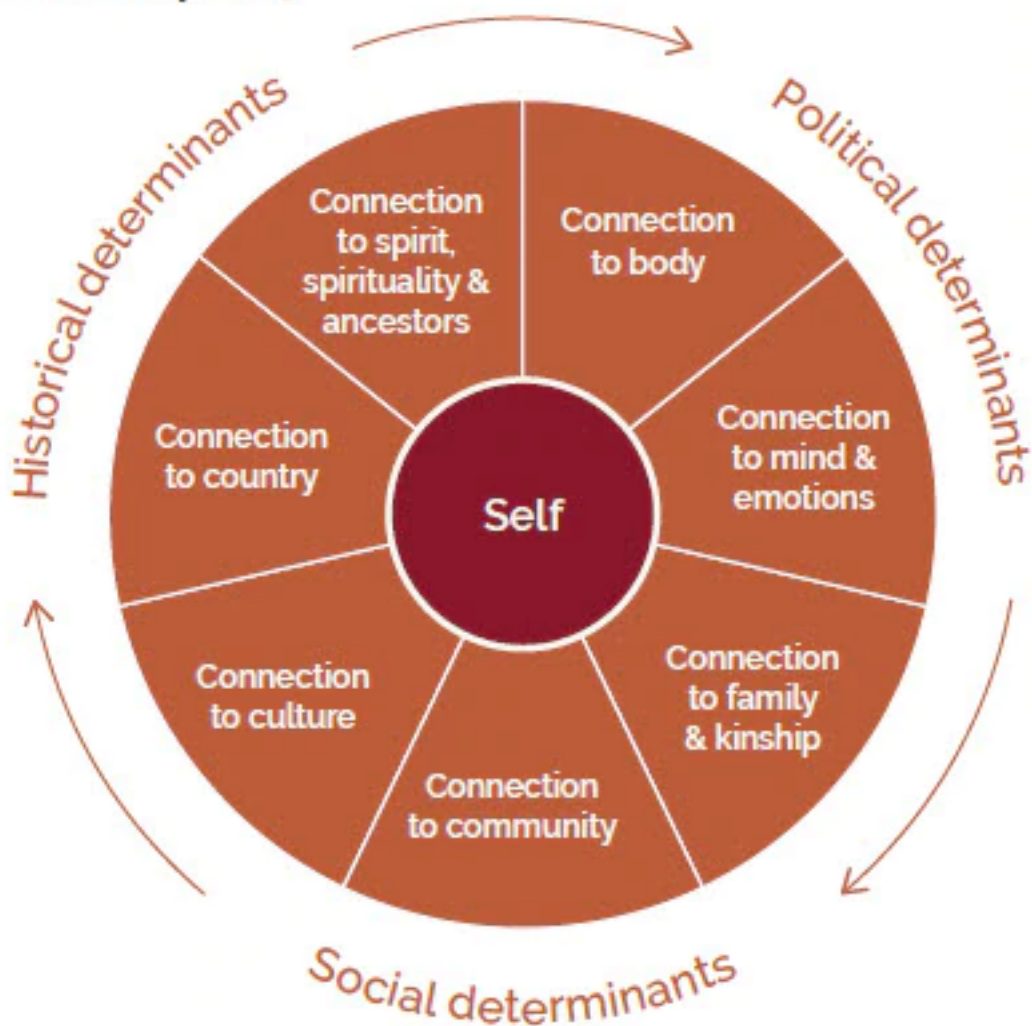 Historical determinants
Political determinants
Connection
to spirit,
spirituality &
ancestors
Connection
to body
Connection
to country
Connection
to mind &
emotions
Self
Connection
to culture
Connection
to family
& kinship
Connection
to community
Social determinants